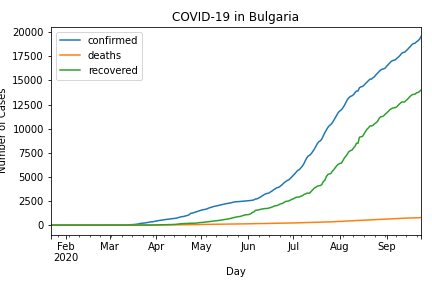 COVID-19 in Bulgaria
confirmed
deaths
recovered
20000
17500
15000
12500
10000
7500
5000
2500
0
Number of Cases
Feb Mar Apr May Jun Jul Aug Sep
2020
Day